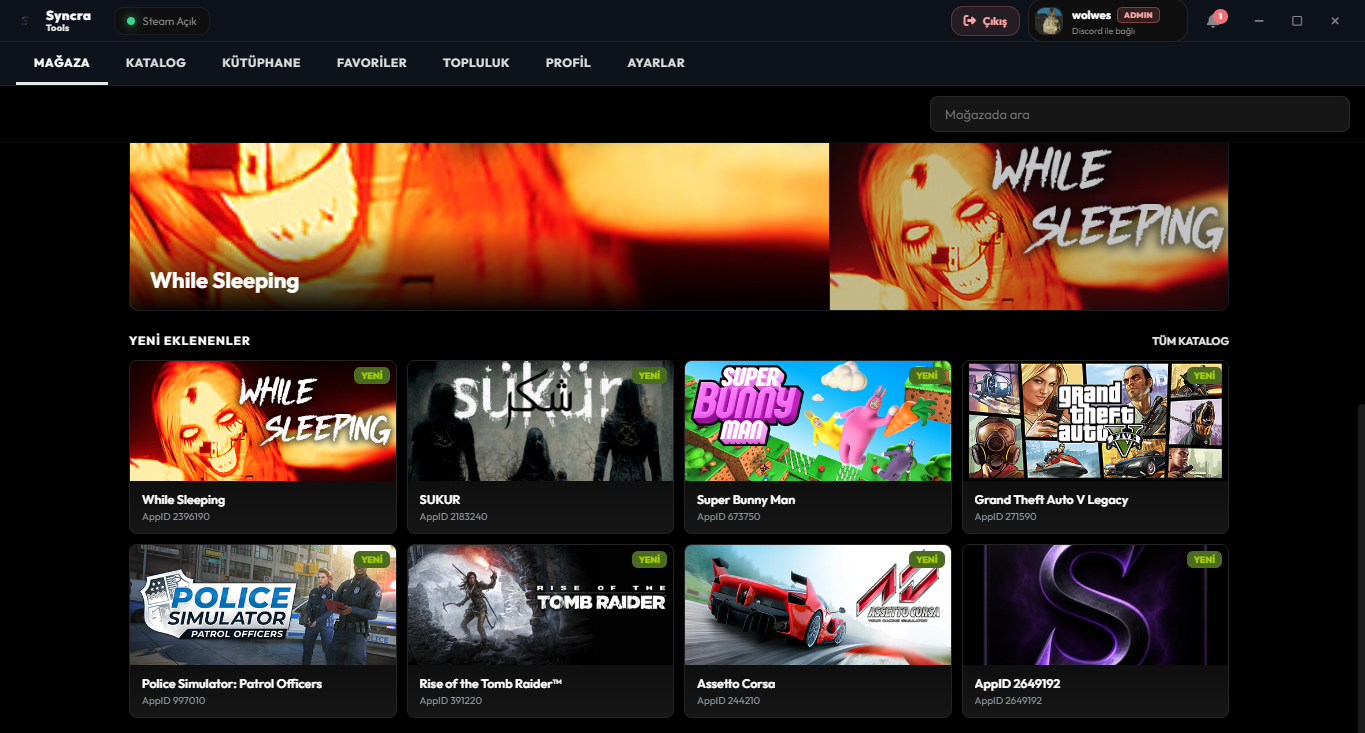 Syncra
Tools
Steam Açık
Çıkış
wolwes ADMIN
Discord ile bağlı
1
MAĞAZA KATALOG KÜTÜPHANE FAVORİLER TOPLULUK PROFİL AYARLAR
Mağazada ara
While Sleeping
WHILE
SLEEPING
YENİ EKLENENLER
TÜM KATALOG
YENİ
WHILE
SLEEPING
While Sleeping
AppID 2396190
YENİ
sükür
شكر
SUKUR
AppID 2183240
YENİ
SUPER
BUNNY
MAN
Super Bunny Man
AppID 673750
YENİ
grand
theft
auto V
FIVE
Grand Theft Auto V Legacy
AppID 271590
YENİ
POLICE
SIMULATOR
PATROL OFFICERS
Police Simulator: Patrol Officers
AppID 997010
YENİ
RISE OF THE
TOMB RAIDER
Rise of the Tomb Raider™
AppID 391220
YENİ
ASSETTO CORSA
YOUR RACING SIMULATOR
Assetto Corsa
AppID 244210
YENİ
S
AppID 2649192
AppID 2649192